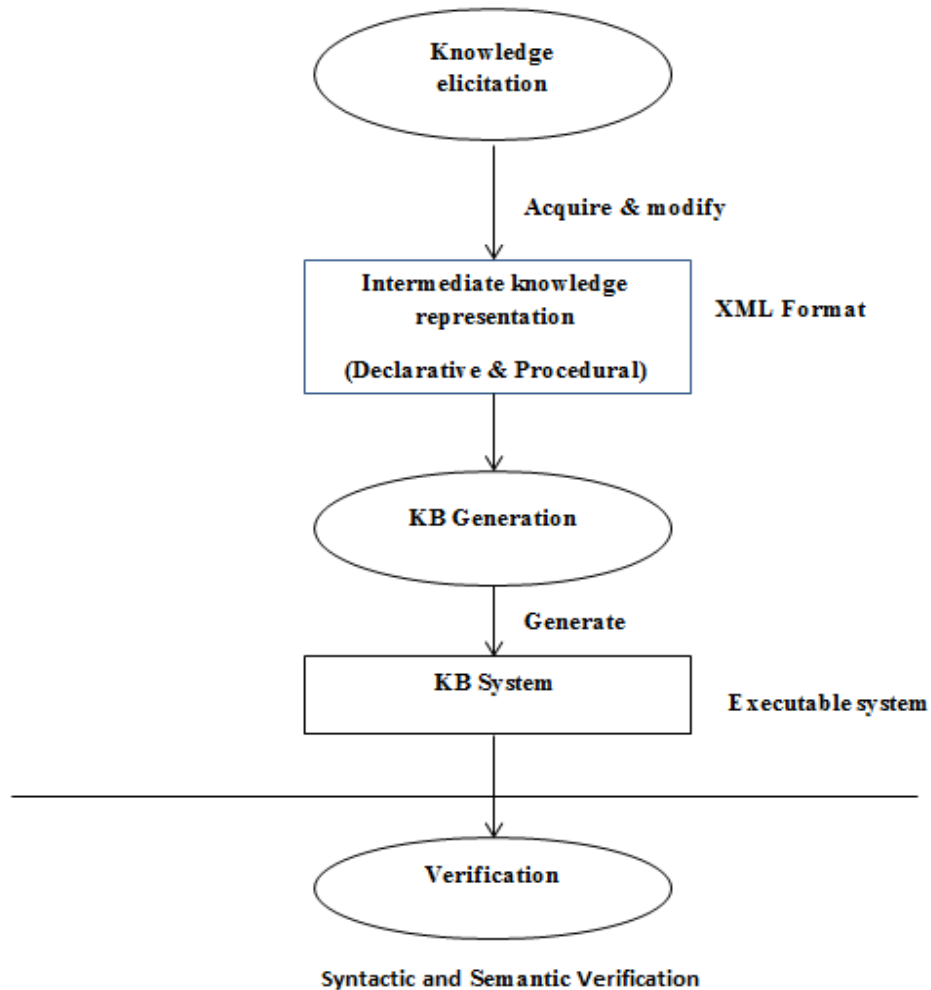 Knowledge
elicitation
Acquire & modify
Intermediate knowledge
representation
XML Format
(Declarative & Procedural)
KB Generation
Generate
KB System
Executable system
Verification
Syntactic and Semantic Verification